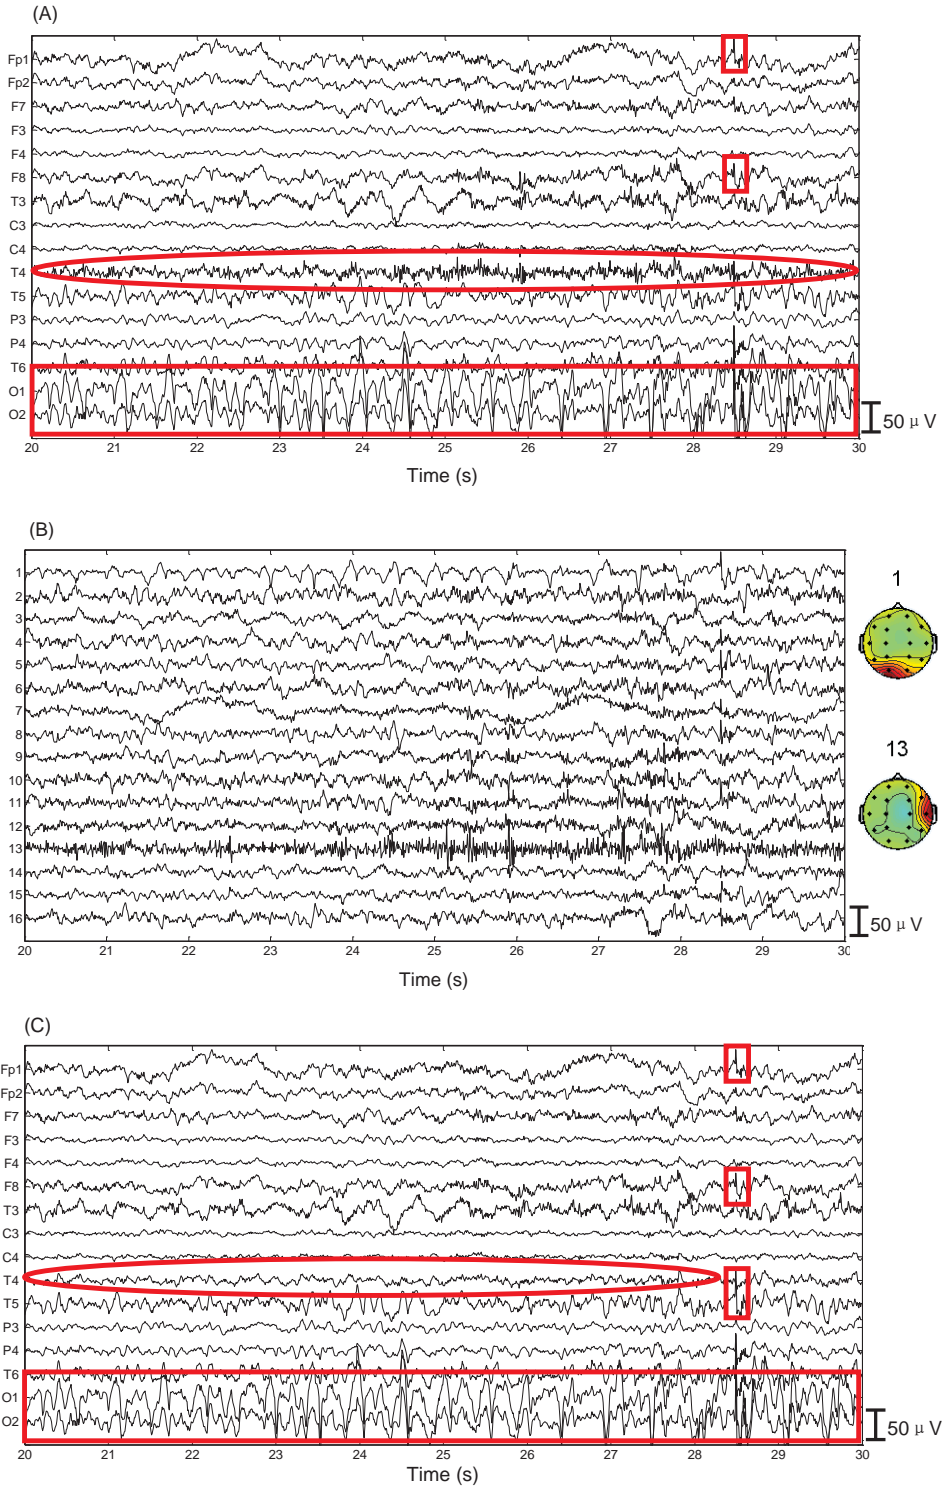 (A)
Fp1
Fp2
F7
F3
F4
F8
T3
C3
C4
T4
T5
P3
P4
T6
O1
O2
50 μ V
20 21 22 23 24 25 26 27 28 29 30
Time (s)
(B)
1
2
3
4
5
6
7
8
9
10
11
12
13
14
15
16
1
13
50 μ V
20 21 22 23 24 25 26 27 28 29 30
Time (s)
(C)
Fp1
Fp2
F7
F3
F4
F8
T3
C3
C4
T4
T5
P3
P4
T6
O1
O2
50 μ V
20 21 22 23 24 25 26 27 28 29 30
Time (s)